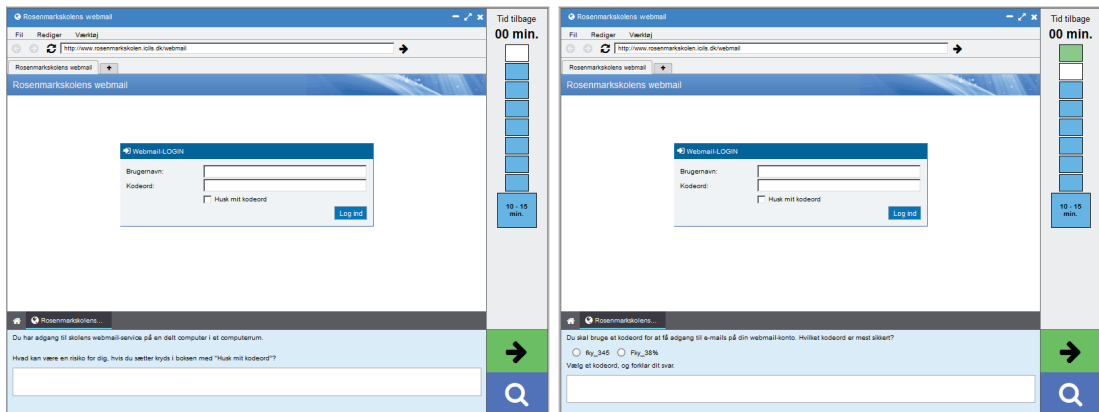 Rosenmarkskolens webmail
Fil Rediger Værktøj
http://www.rosenmarkskolen.icils.dk/webmail
Rosenmarkskolens webmail +
Rosenmarkskolens webmail
Webmail-LOGIN
Brugernavn:
Kodeord:
Husk mit kodeord
Log ind
Rosenmarkskolens...
Du har adgang til skolens webmail-service på en delt computer i et computerrum.
Hvad kan være en risiko for dig, hvis du sætter kryds i boksen med "Husk mit kodeord"?
Tid tilbage
00 min.
10 - 15
min.
Rosenmarkskolens webmail
Fil Rediger Værktøj
http://www.rosenmarkskolen.icils.dk/webmail
Rosenmarkskolens webmail +
Rosenmarkskolens webmail
Webmail-LOGIN
Brugernavn:
Kodeord:
Husk mit kodeord
Log ind
Rosenmarkskolens...
Du skal bruge et kodeord for at få adgang til e-mails på din webmail-konto. Hvilket kodeord er mest sikkert?
fky_345 Fky_38%
Vælg et kodeord, og forklar dit svar.
Tid tilbage
00 min.
10 - 15
min.